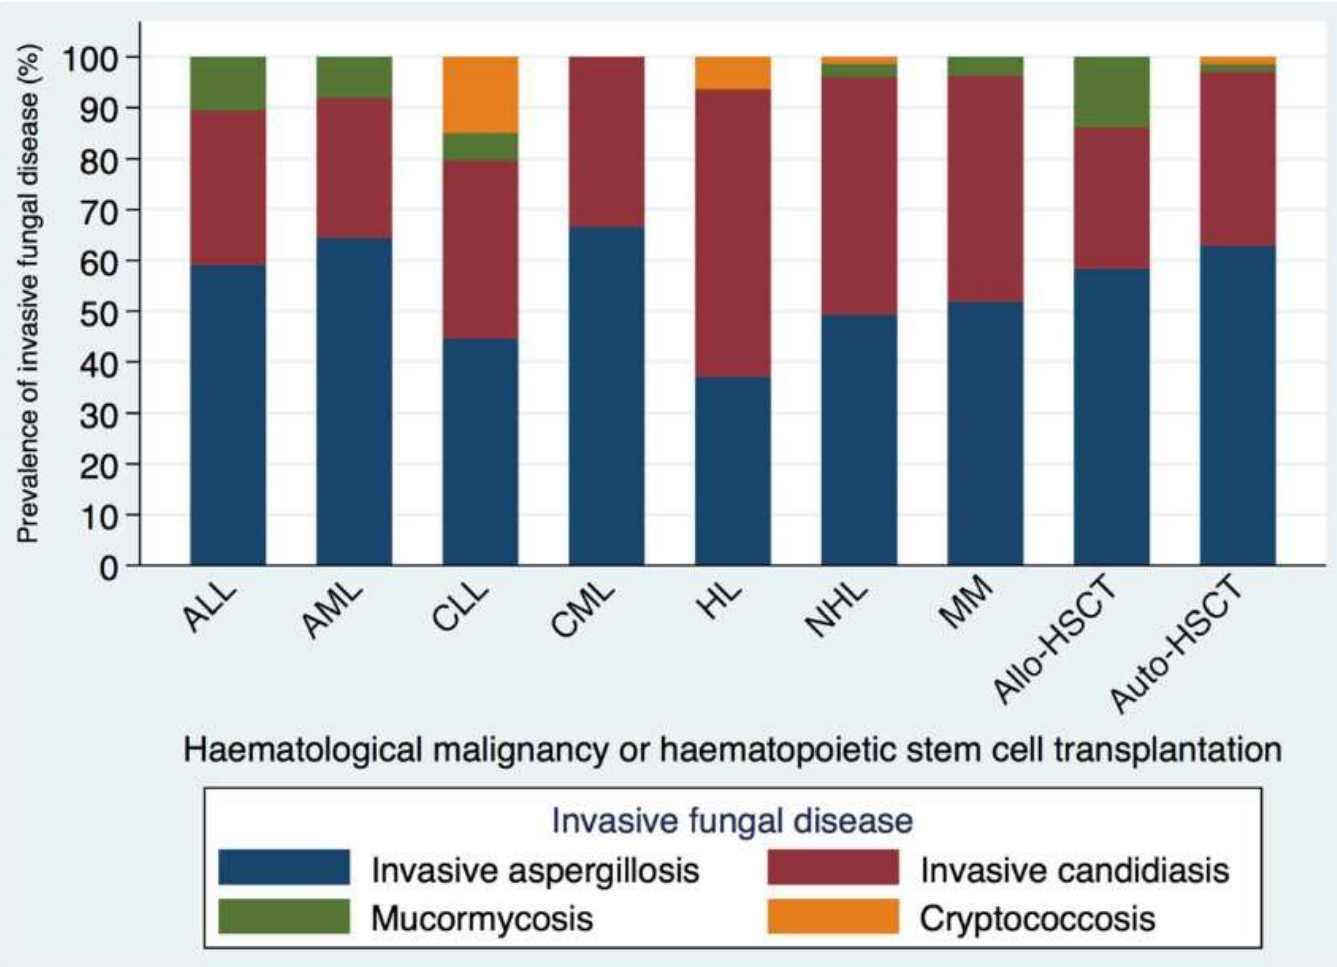 Prevalence of invasive fungal disease (%)
100
90
80
70
60
50
40
30
20
10
0
ALL
AML
CLL
CML
HL
NHL
MM
Allo-HSCT
Auto-HSCT
Haematological malignancy or haematopoietic stem cell transplantation
Invasive fungal disease
Invasive aspergillosis
Invasive candidiasis
Mucormycosis
Cryptococcosis